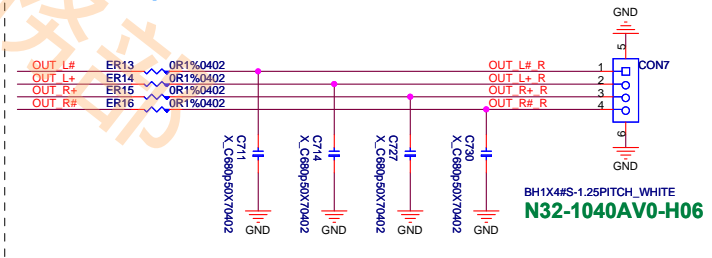 务部
GND
5
OUT_L# ER13 0R1%0402 OUT_L#_R 1 CON7
OUT_L+ ER14 0R1%0402 OUT_L+_R 2
OUT_R+ ER15 0R1%0402 OUT_R+_R 3
OUT_R# ER16 0R1%0402 OUT_R#_R 4
6
GND
C711
X_C680p50X70402
C714
X_C680p50X70402
C727
X_C680p50X70402
C730
X_C680p50X70402
BH1X4#S-1.25PITCH_WHITE
N32-1040AV0-H06
GND GND GND GND